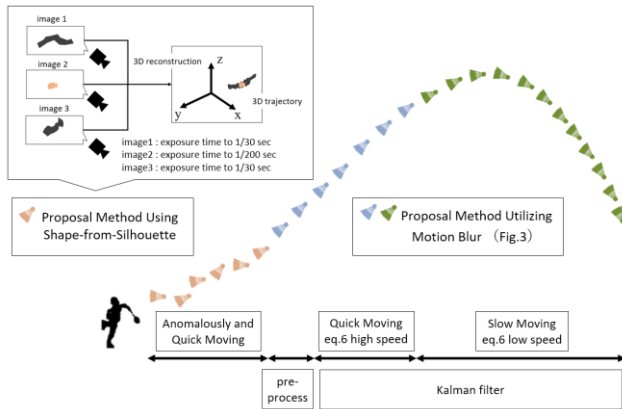 image 1
image 2
image 3
3D reconstruction
z
y
x
3D trajectory
image1 : exposure time to 1/30 sec
image2 : exposure time to 1/200 sec
image3 : exposure time to 1/30 sec
Proposal Method Using
Shape-from-Silhouette
Proposal Method Utilizing
Motion Blur （Fig.3）
Anomalously and
Quick Moving
Quick Moving
eq.6 high speed
Slow Moving
eq.6 low speed
pre-
process
Kalman filter